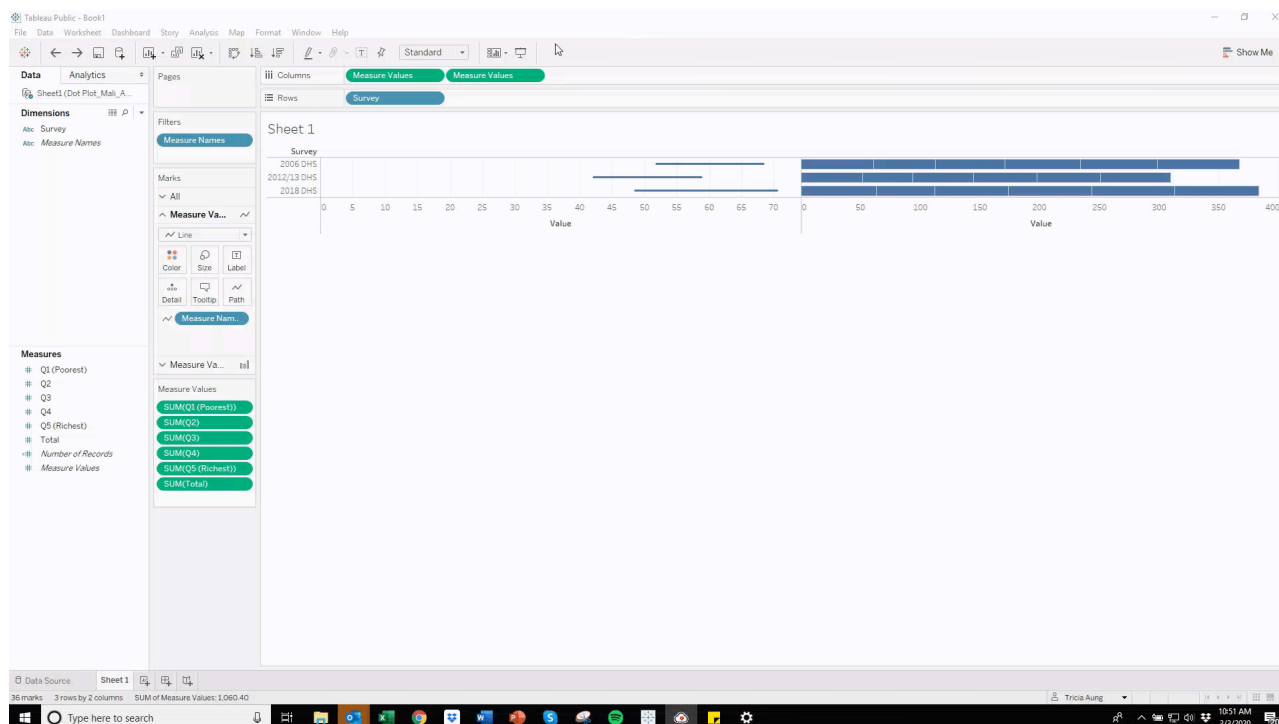 Tableau Public - Book1
File Data Worksheet Dashboard Story Analysis Map Format Window Help
Standard
Show Me
Data Analytics
Pages
iii Columns Measure Values Measure Values
Sheet1 (Dot Plot_Mali_A...
Rows Survey
Dimensions
Filters
Abc Survey
Abc Measure Names
Measure Names
Sheet 1
Survey
2006 DHS
2012/13 DHS
2018 DHS
0 5 10 15 20 25 30 35 40 45 50 55 60 65 70 0 50 100 150 200 250 300 350 400
Value Value
Marks
All
Measure Va...
Line
Color Size Label
Detail Tooltip Path
Measure Nam..
Measure Va...
Measures
# Q1 (Poorest)
# Q2
# Q3
# Q4
# Q5 (Richest)
# Total
=# Number of Records
# Measure Values
Measure Values
SUM(Q1 (Poorest))
SUM(Q2)
SUM(Q3)
SUM(Q4)
SUM(Q5 (Richest))
SUM(Total)
Data Source Sheet 1
36 marks 3 rows by 2 columns SUM of Measure Values: 1,060.40
Tricia Aung
Type here to search
10:51 AM
3/3/2020